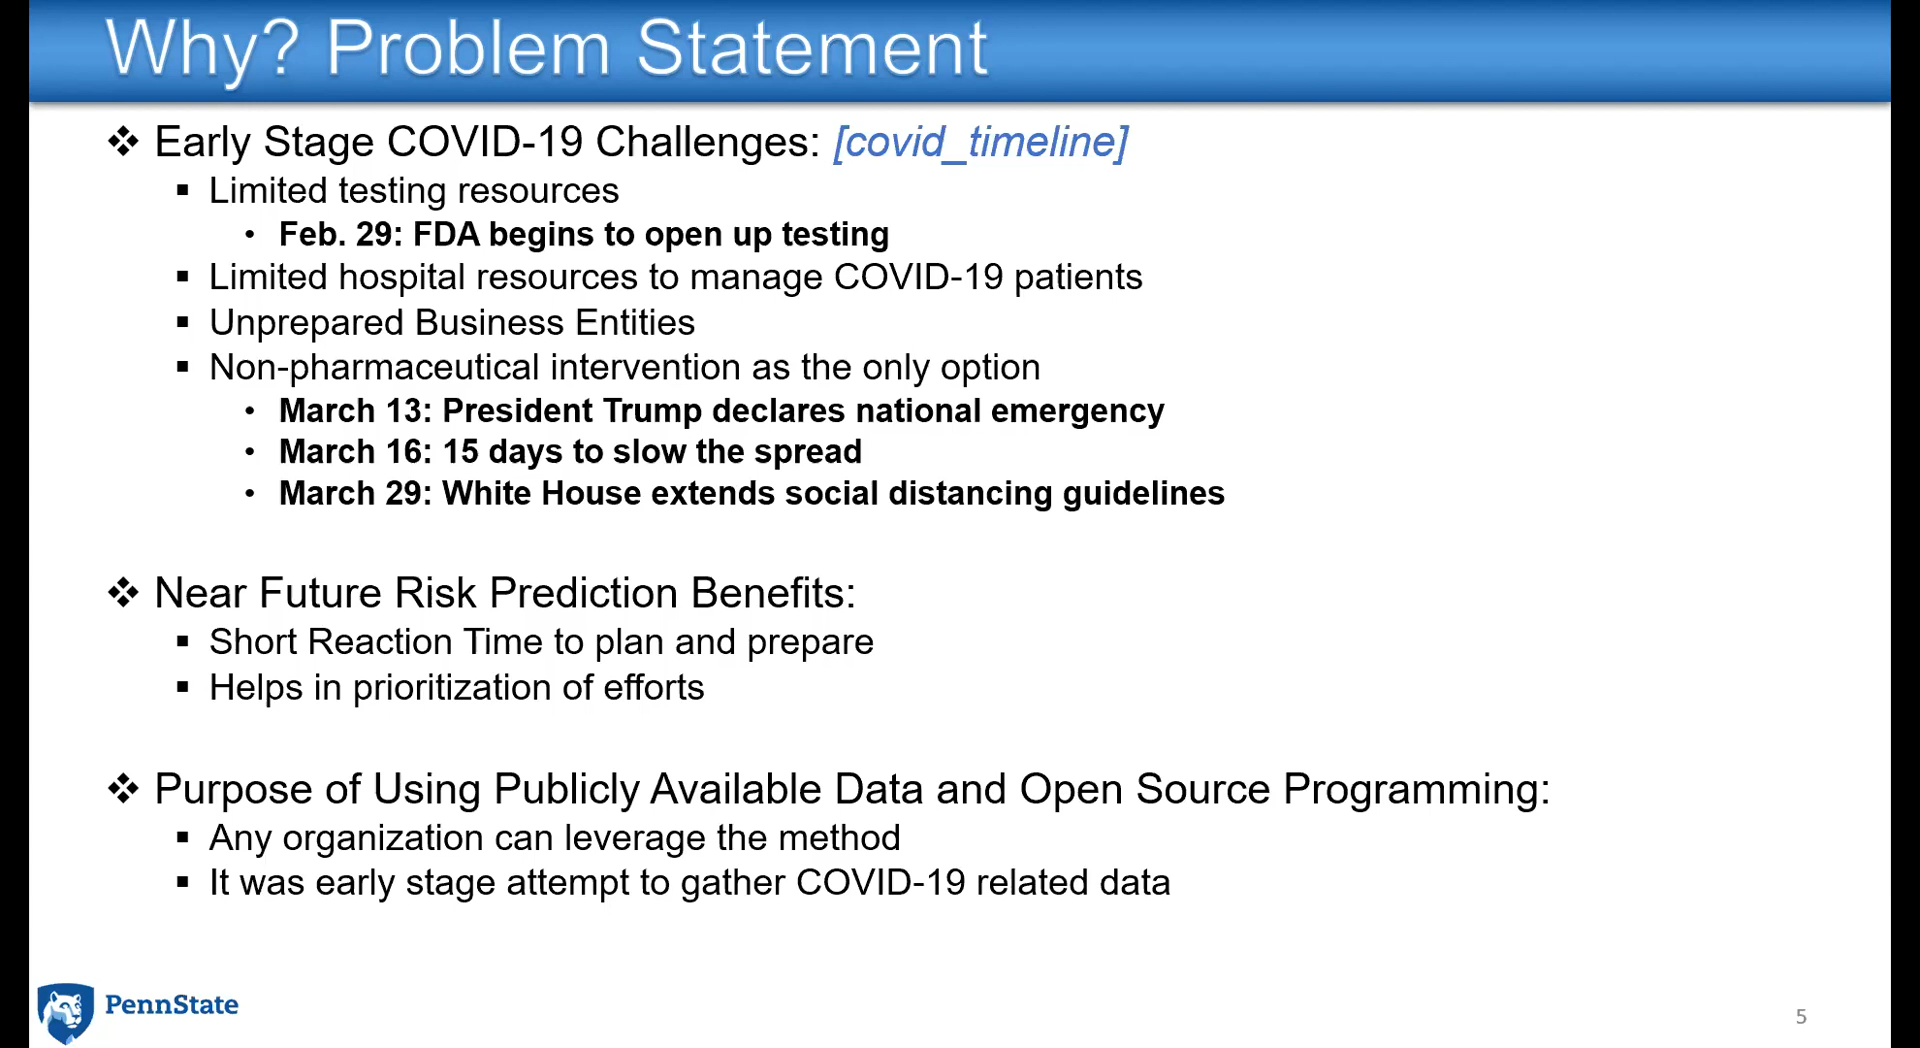 Why? Problem Statement
❖ Early Stage COVID-19 Challenges: [covid_timeline]
▪ Limited testing resources
• Feb. 29: FDA begins to open up testing
▪ Limited hospital resources to manage COVID-19 patients
▪ Unprepared Business Entities
▪ Non-pharmaceutical intervention as the only option
• March 13: President Trump declares national emergency
• March 16: 15 days to slow the spread
• March 29: White House extends social distancing guidelines
❖ Near Future Risk Prediction Benefits:
▪ Short Reaction Time to plan and prepare
▪ Helps in prioritization of efforts
❖ Purpose of Using Publicly Available Data and Open Source Programming:
▪ Any organization can leverage the method
▪ It was early stage attempt to gather COVID-19 related data
PennState
5